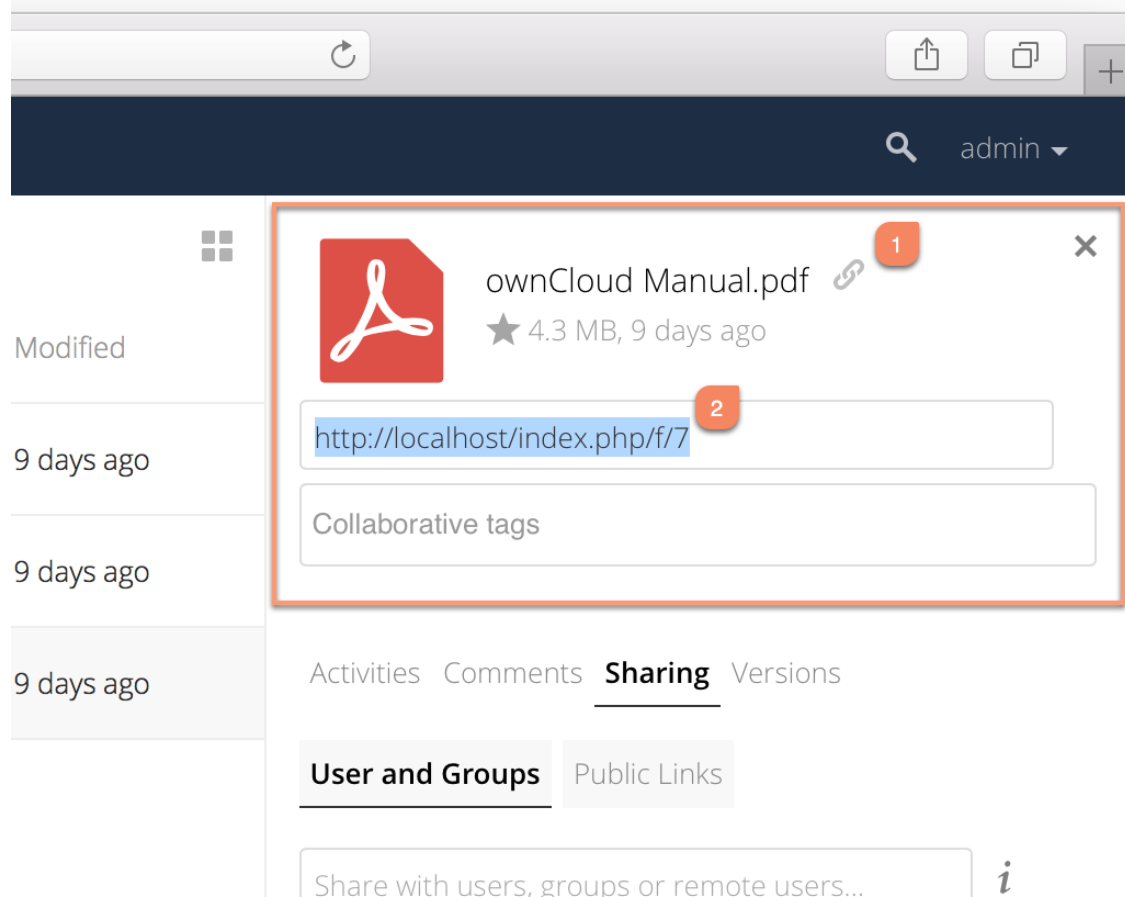 admin
1
ownCloud Manual.pdf
4.3 MB, 9 days ago
Modified
2
http://localhost/index.php/f/7
9 days ago
Collaborative tags
9 days ago
9 days ago
Activities Comments Sharing Versions
User and Groups Public Links
Share with users, groups or remote users...
i